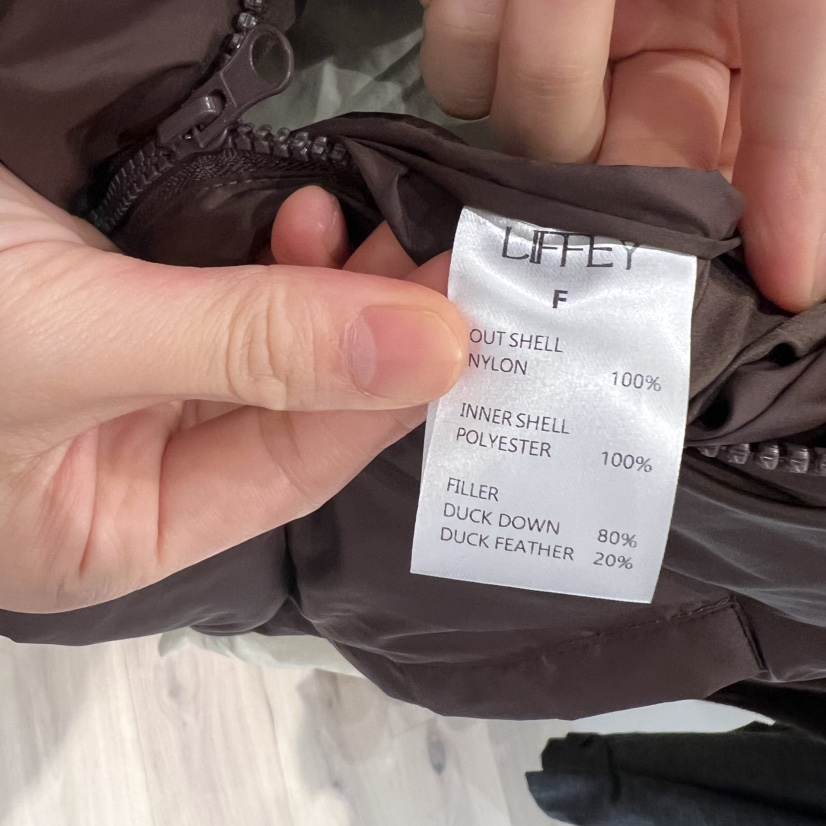 LIFFEY
F
OUT SHELL
NYLON 100%
INNER SHELL
POLYESTER 100%
FILLER
DUCK DOWN 80%
DUCK FEATHER 20%